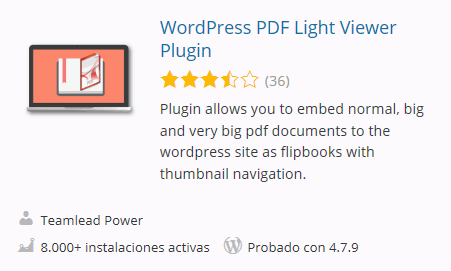 WordPress PDF Light Viewer
Plugin
(36)
Plugin allows you to embed normal, big
and very big pdf documents to the
wordpress site as flipbooks with
thumbnail navigation.
Teamlead Power
8.000+ instalaciones activas Probado con 4.7.9